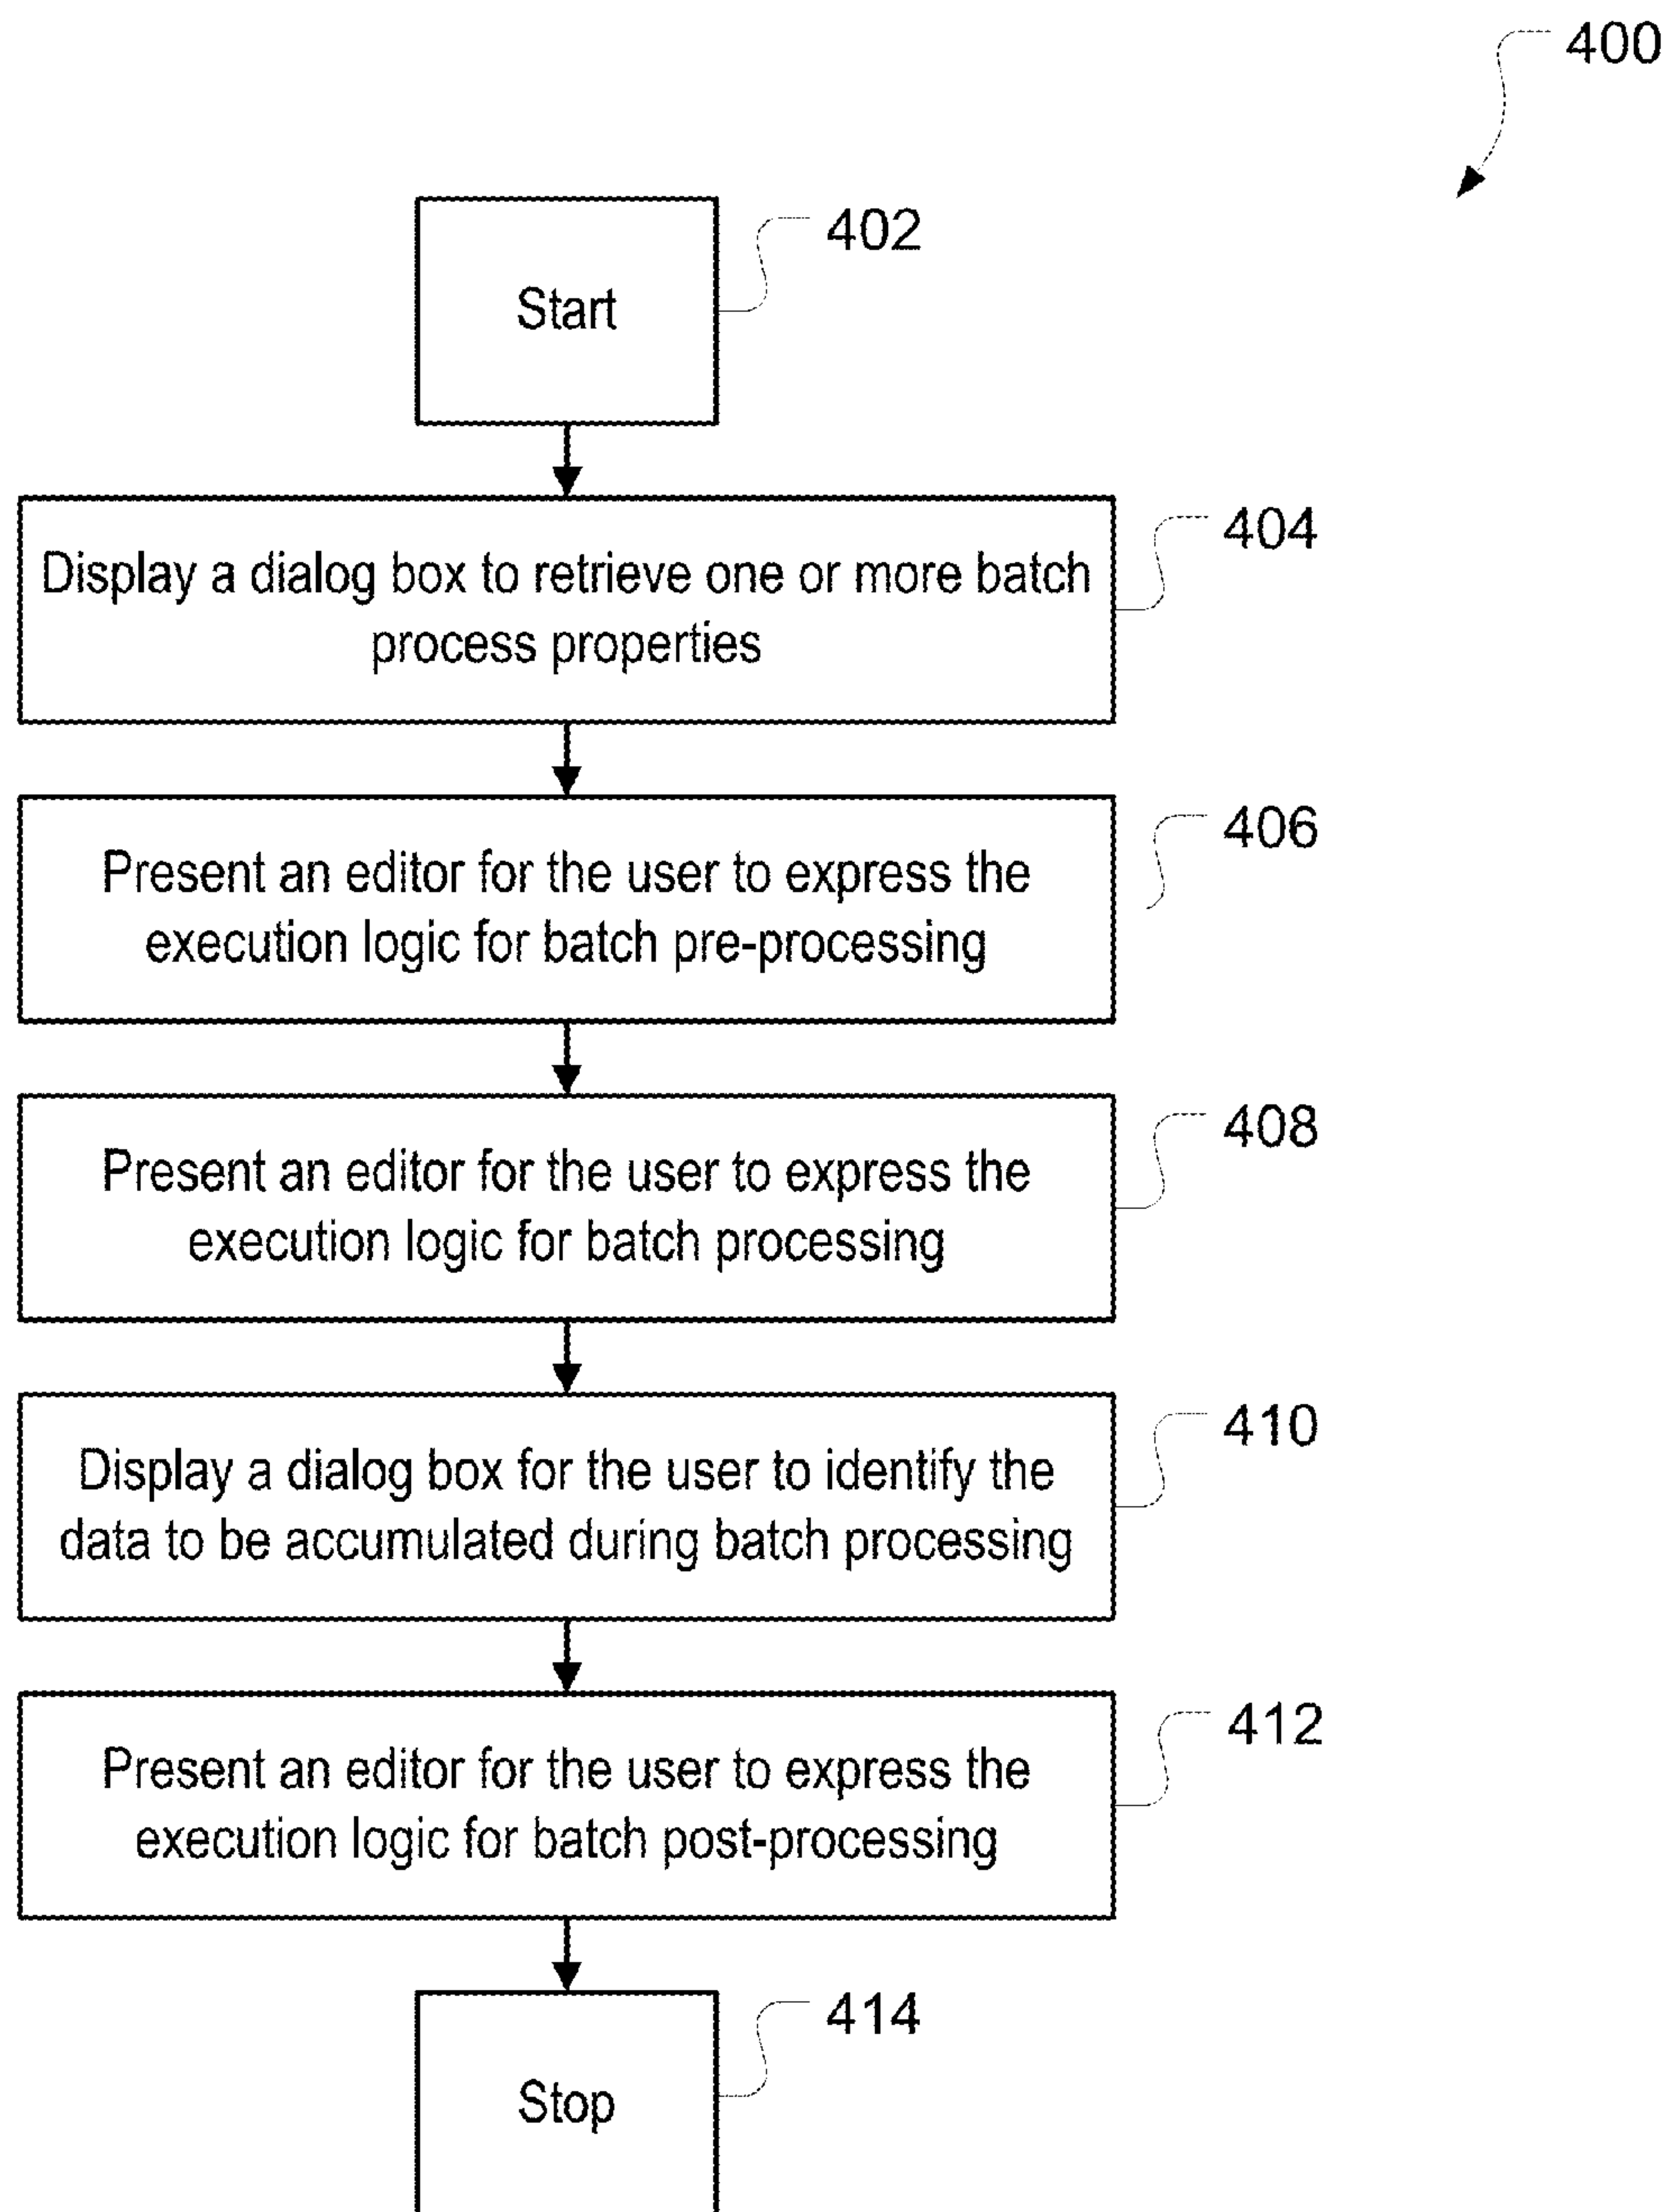 400
402
Start
404
Display a dialog box to retrieve one or more batch
process properties
406
Present an editor for the user to express the
execution logic for batch pre-processing
408
Present an editor for the user to express the
execution logic for batch processing
410
Display a dialog box for the user to identify the
data to be accumulated during batch processing
412
Present an editor for the user to express the
execution logic for batch post-processing
414
Stop